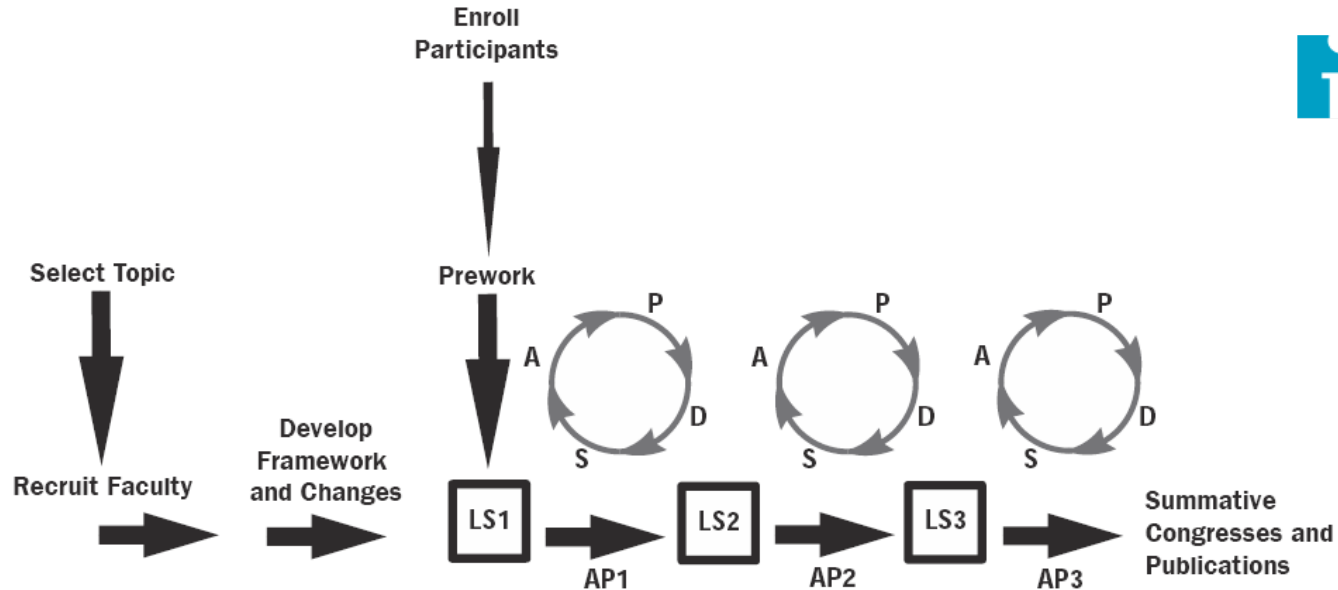 Enroll
Participants
Select Topic
Prework
P
A
D
S
P
A
D
S
P
A
D
S
Recruit Faculty
Develop
Framework
and Changes
LS1
AP1
LS2
AP2
LS3
AP3
Summative
Congresses and
Publications